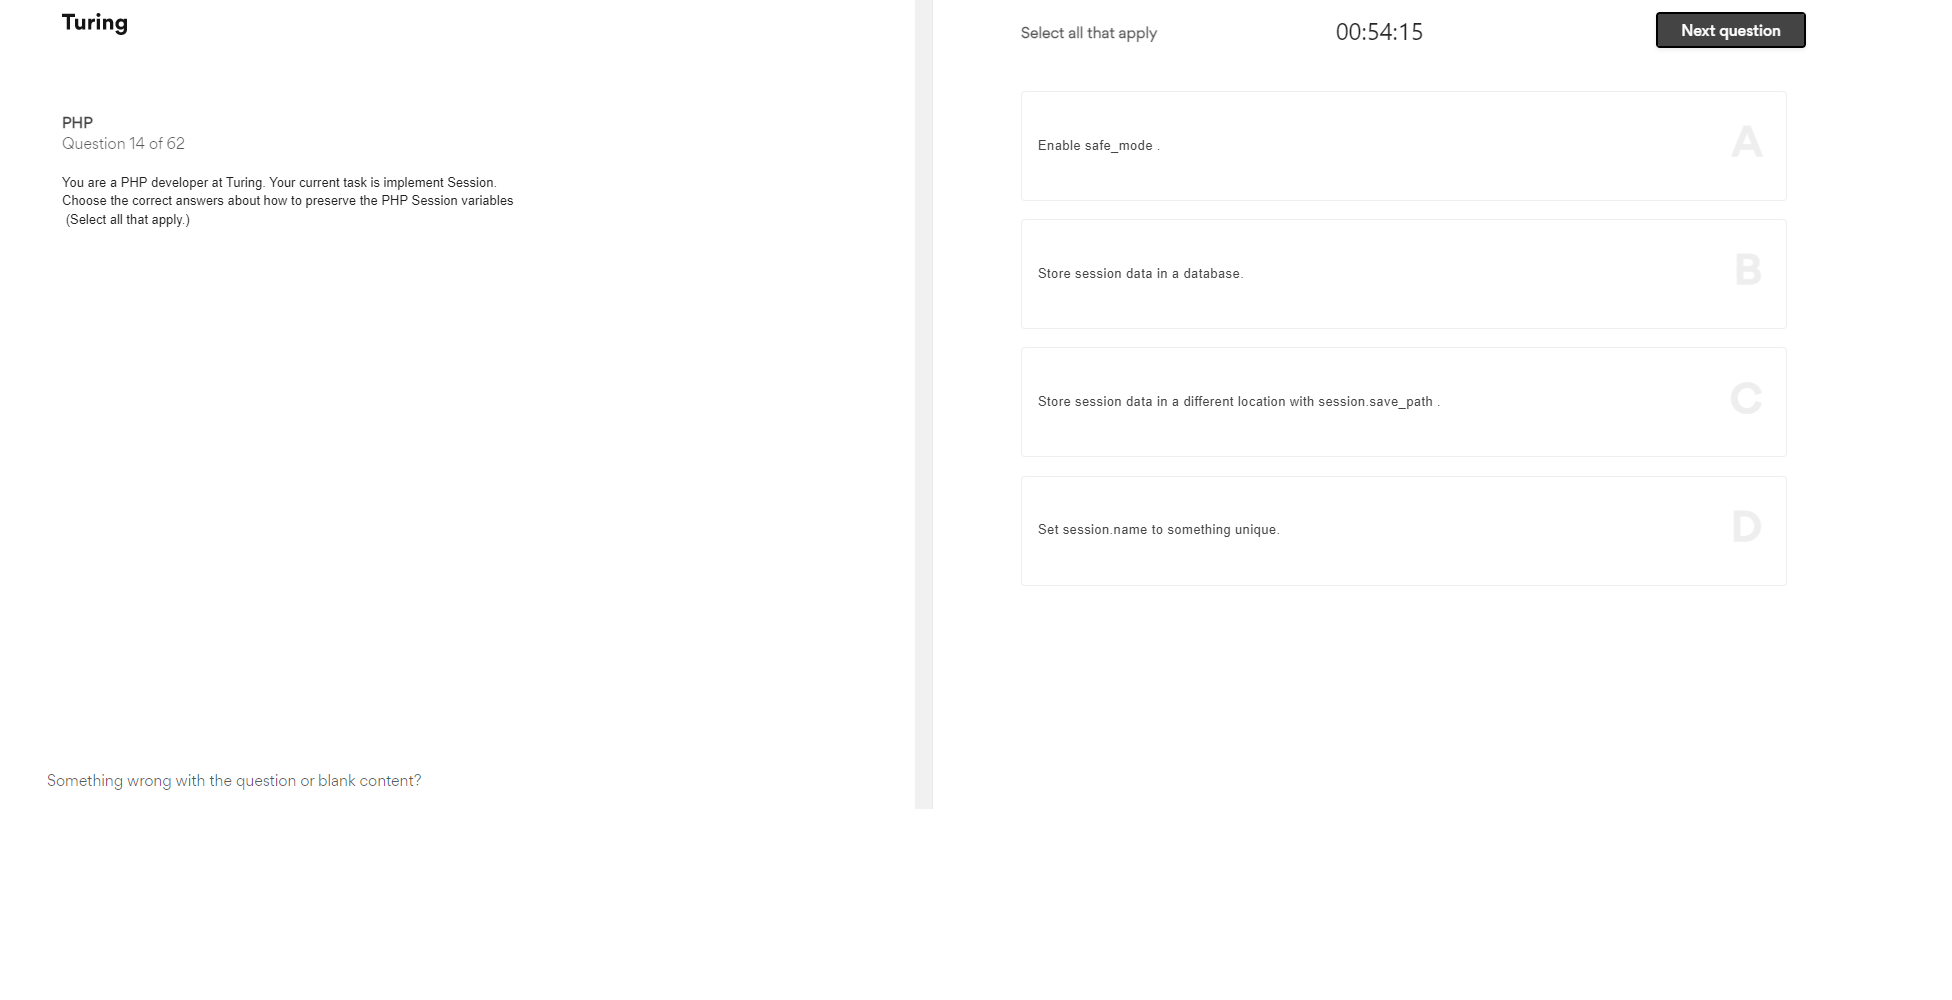 Turing
PHP
Question 14 of 62
You are a PHP developer at Turing. Your current task is implement Session.
Choose the correct answers about how to preserve the PHP Session variables
(Select all that apply.)
Something wrong with the question or blank content?
Select all that apply
00:54:15
Next question
Enable safe_mode .
A
Store session data in a database.
B
Store session data in a different location with session.save_path .
C
Set session.name to something unique.
D